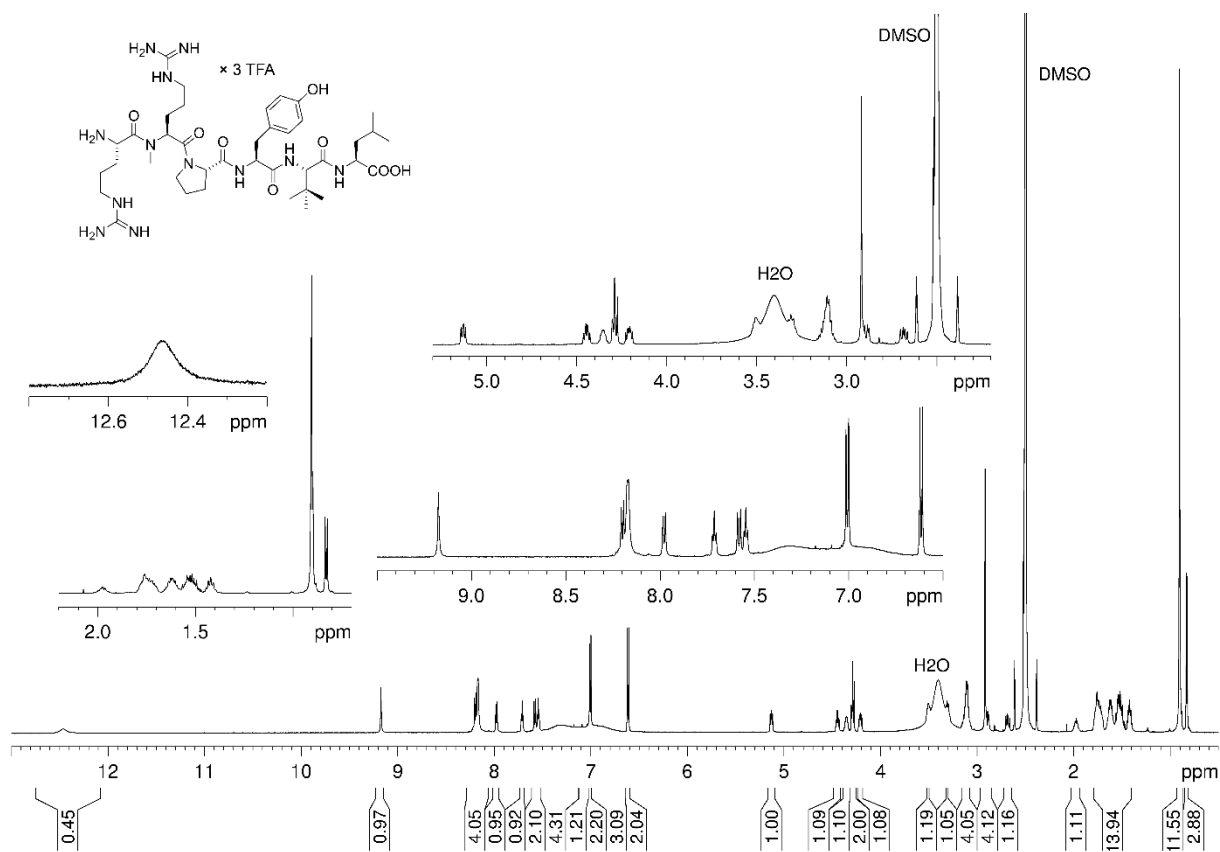 H₂N NH
HN
× 3 TFA
OH
O
O
H₂N
N
N
O
N
H
O
H
N
O
N
H
COOH
HN
H₂N NH
DMSO
DMSO
H2O
5.0 4.5 4.0 3.5 3.0 ppm
12.6 12.4 ppm
9.0 8.5 8.0 7.5 7.0 ppm
2.0 1.5 ppm
H2O
12 11 10 9 8 7 6 5 4 3 2 ppm
0.45 0.97 4.05 0.95 0.92 2.10 4.31 1.21 2.20 3.09 2.04 1.00 1.09 1.10 2.00 1.08 1.19 1.05 4.05 4.12 1.16 1.11 13.94 11.55 2.88